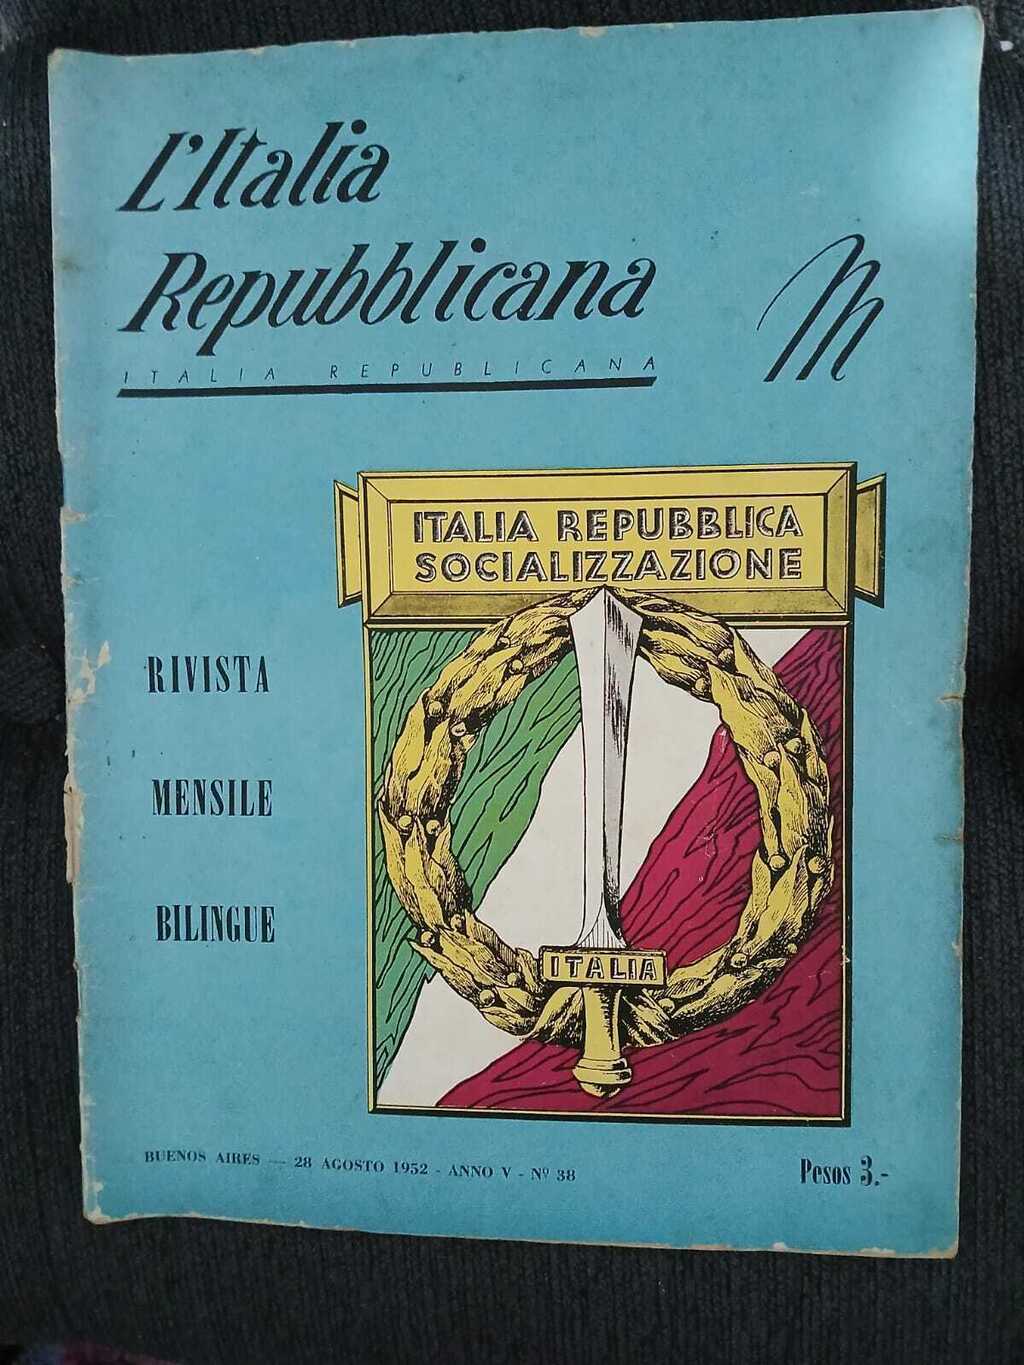 L'Italia
Repubblicana
ITALIA REPUBLICANA
M
ITALIA REPUBBLICA
SOCIALIZZAZIONE
RIVISTA
MENSILE
BILINGUE
ITALIA
BUENOS AIRES — 28 AGOSTO 1952 - ANNO V - Nº 38
Pesos 3.-